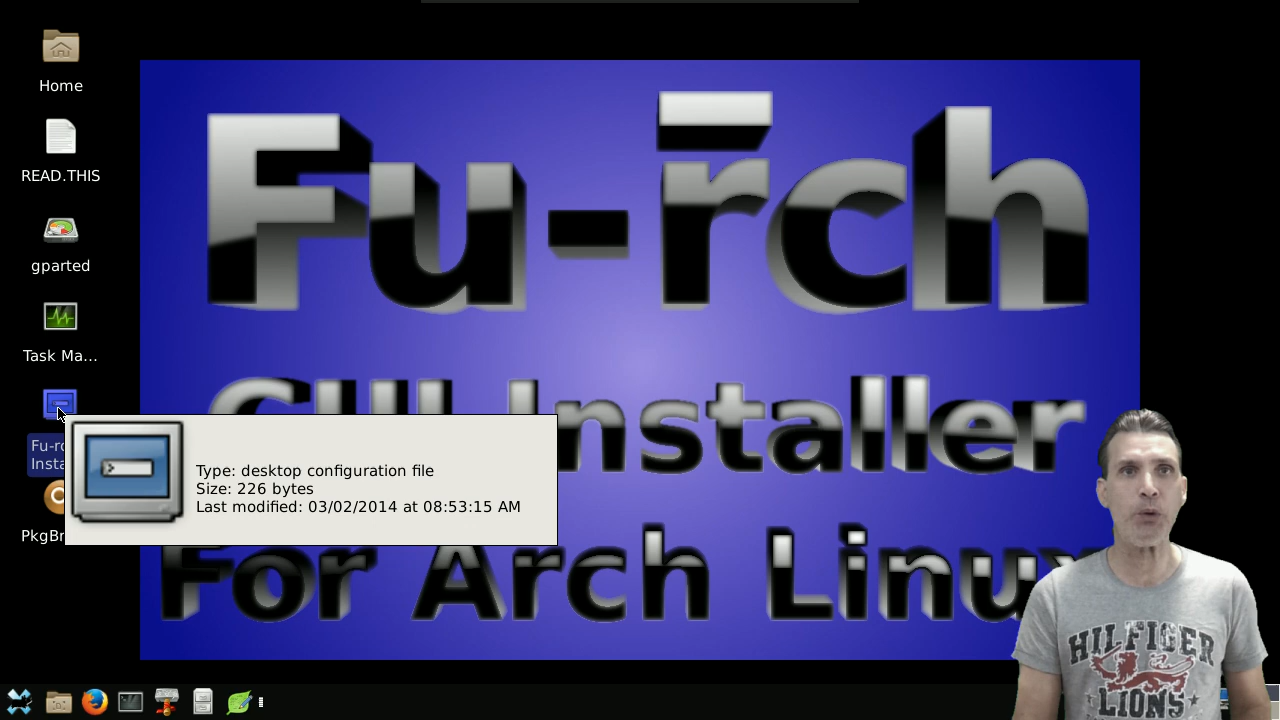 Home
READ.THIS
gparted
Task Ma...
Fu-r̄ch
GUI Installer
For Arch Linux
Type: desktop configuration file
Size: 226 bytes
Last modified: 03/02/2014 at 08:53:15 AM
HILFIGER
LIONS